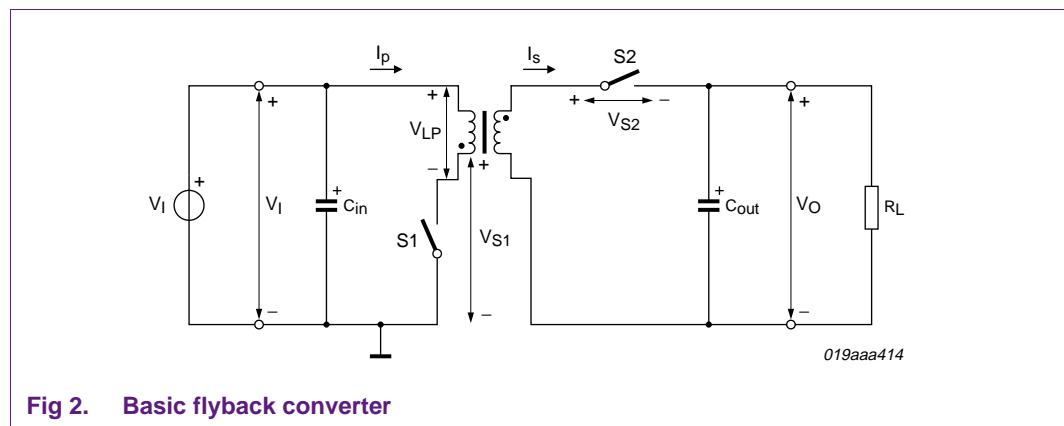 Ip
Is
S2
+
+
+
−
+
VLP
VS2
−
+
+
+
+
VI
VI
Cin
S1
VS1
Cout
VO
RL
−
−
−
019aaa414
Fig 2. Basic flyback converter